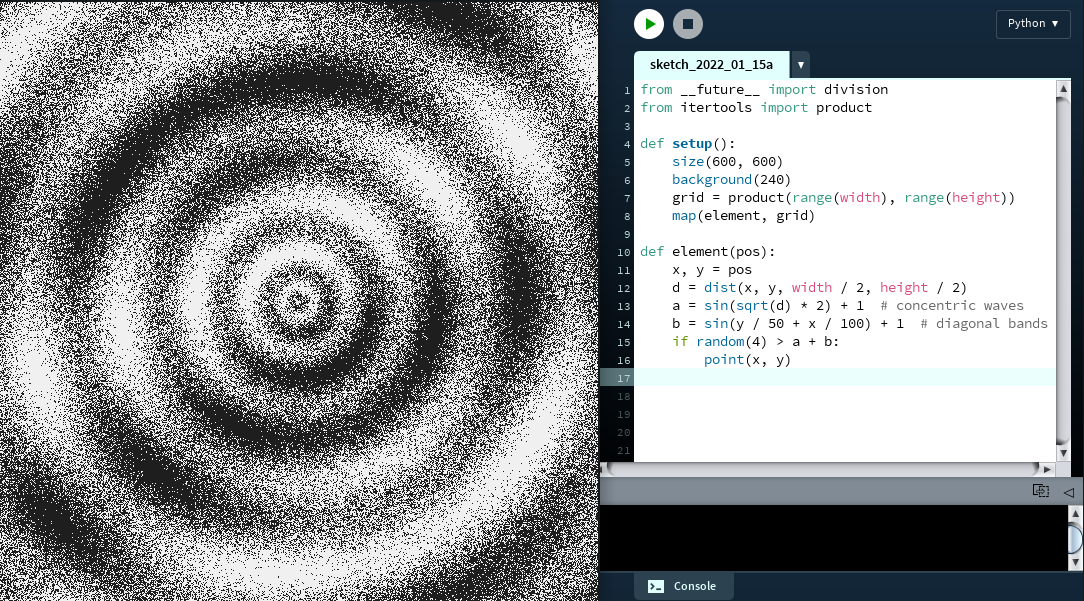 Python ▼
sketch_2022_01_15a ▼
1 from __future__ import division
2 from itertools import product
3
4 def setup():
5     size(600, 600)
6     background(240)
7     grid = product(range(width), range(height))
8     map(element, grid)
9
10 def element(pos):
11     x, y = pos
12     d = dist(x, y, width / 2, height / 2)
13     a = sin(sqrt(d) * 2) + 1  # concentric waves
14     b = sin(y / 50 + x / 100) + 1  # diagonal bands
15     if random(4) > a + b:
16         point(x, y)
17
18
19
20
21
Console